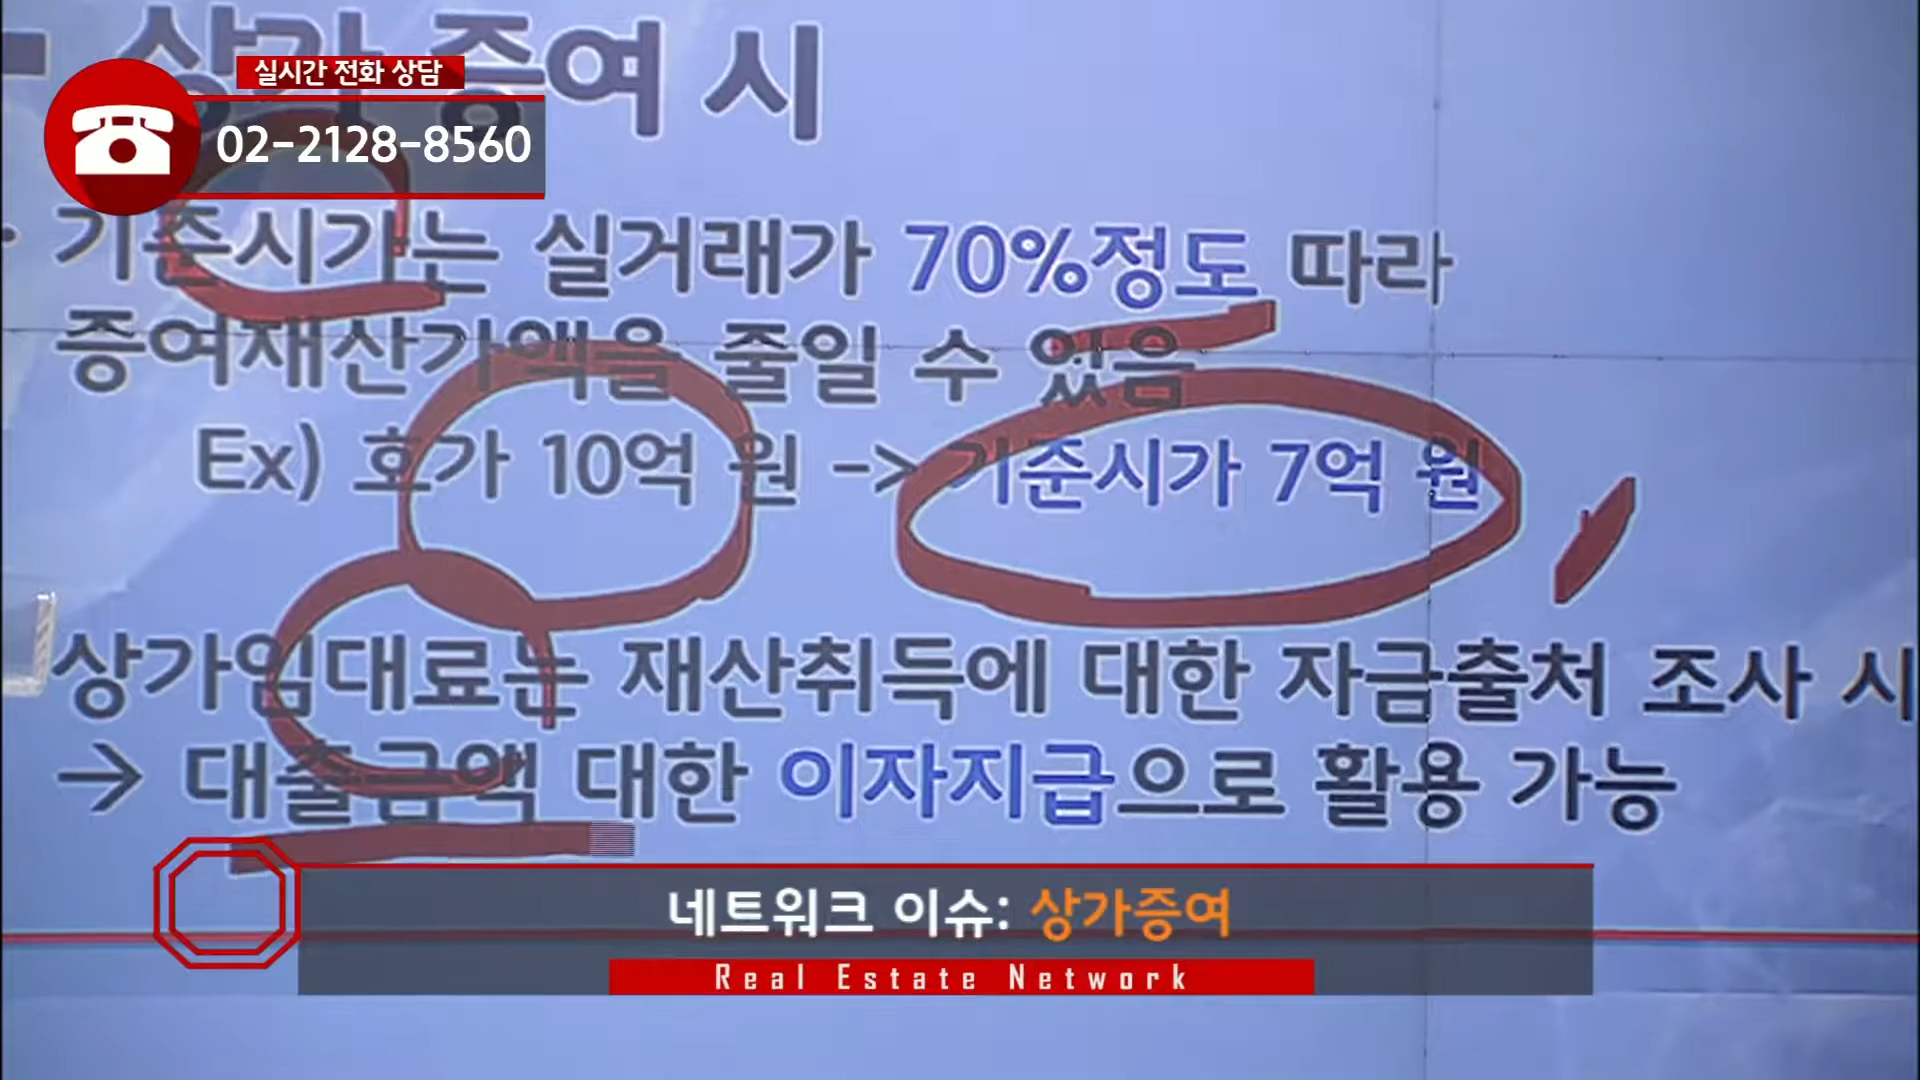 상가 증여 시
실시간 전화 상담
02-2128-8560
기준시가는 실거래가 70%정도 따라
증여재산가액을 줄일 수 있음
Ex) 호가 10억 원 -> 기준시가 7억 원
상가임대료는 재산취득에 대한 자금출처 조사 시
→ 대출금액 대한 이자지급으로 활용 가능
네트워크 이슈: 상가증여
Real Estate Network